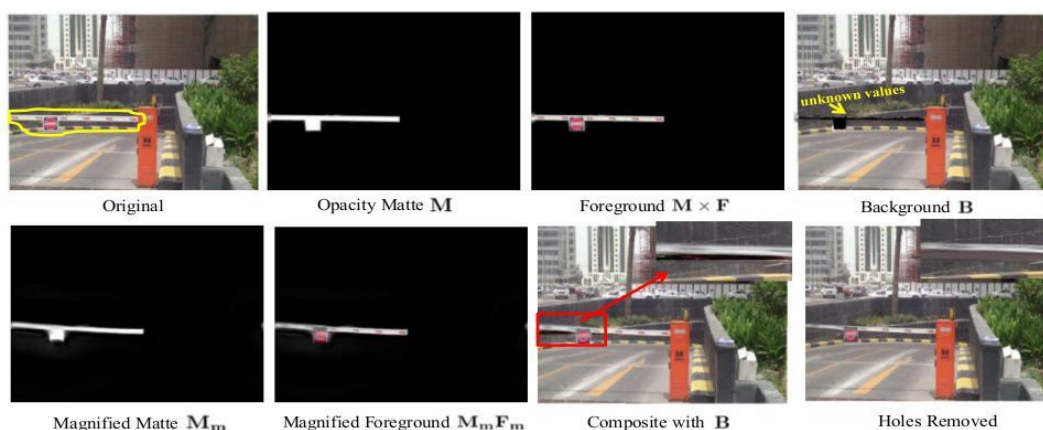 unknown values
Original
Opacity Matte M
Foreground M × F
Background B
Magnified Matte Mₘ
Magnified Foreground MₘFₘ
Composite with B
Holes Removed